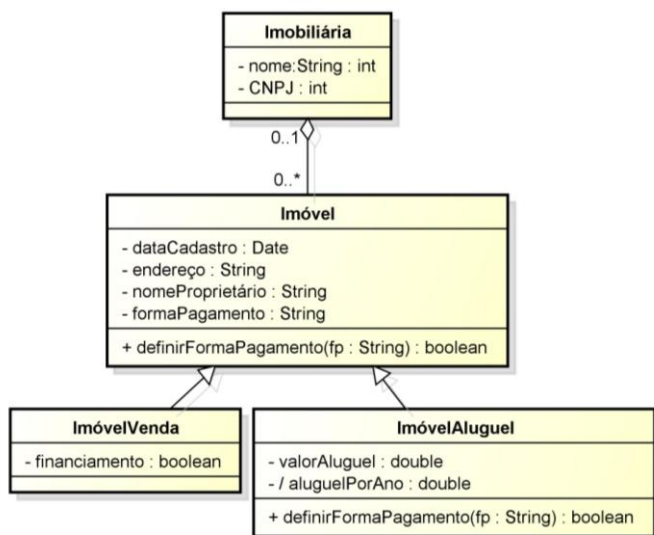 Imobiliária
- nome:String : int
- CNPJ : int
0..1
0..*
Imóvel
- dataCadastro : Date
- endereço : String
- nomeProprietário : String
- formaPagamento : String
+ definirFormaPagamento(fp : String) : boolean
ImóvelVenda
- financiamento : boolean
ImóvelAluguel
- valorAluguel : double
- / aluguelPorAno : double
+ definirFormaPagamento(fp : String) : boolean